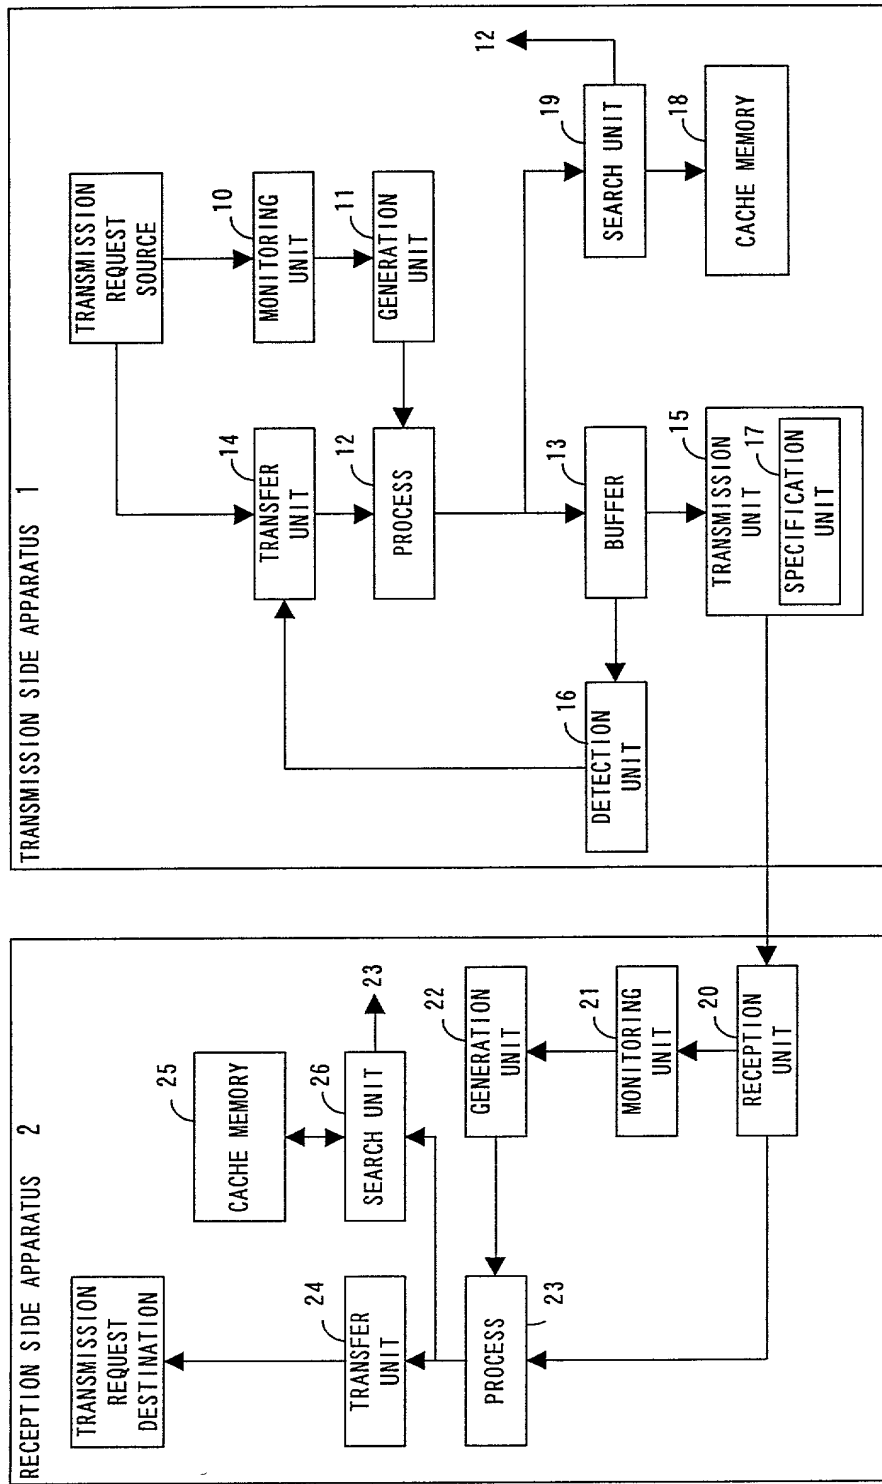 TRANSMISSION SIDE APPARATUS 1
TRANSMISSION
REQUEST
SOURCE
14
TRANSFER
UNIT
10
MONITORING
UNIT
12
PROCESS
11
GENERATION
UNIT
12
16
DETECTION
UNIT
13
BUFFER
19
SEARCH UNIT
15
TRANSMISSION
UNIT
17
SPECIFICATION
UNIT
18
CACHE MEMORY
RECEPTION SIDE APPARATUS 2
TRANSMISSION
REQUEST
DESTINATION
25
CACHE MEMORY
24
TRANSFER
UNIT
26
SEARCH UNIT
23
PROCESS
23
22
GENERATION
UNIT
21
MONITORING
UNIT
20
RECEPTION
UNIT